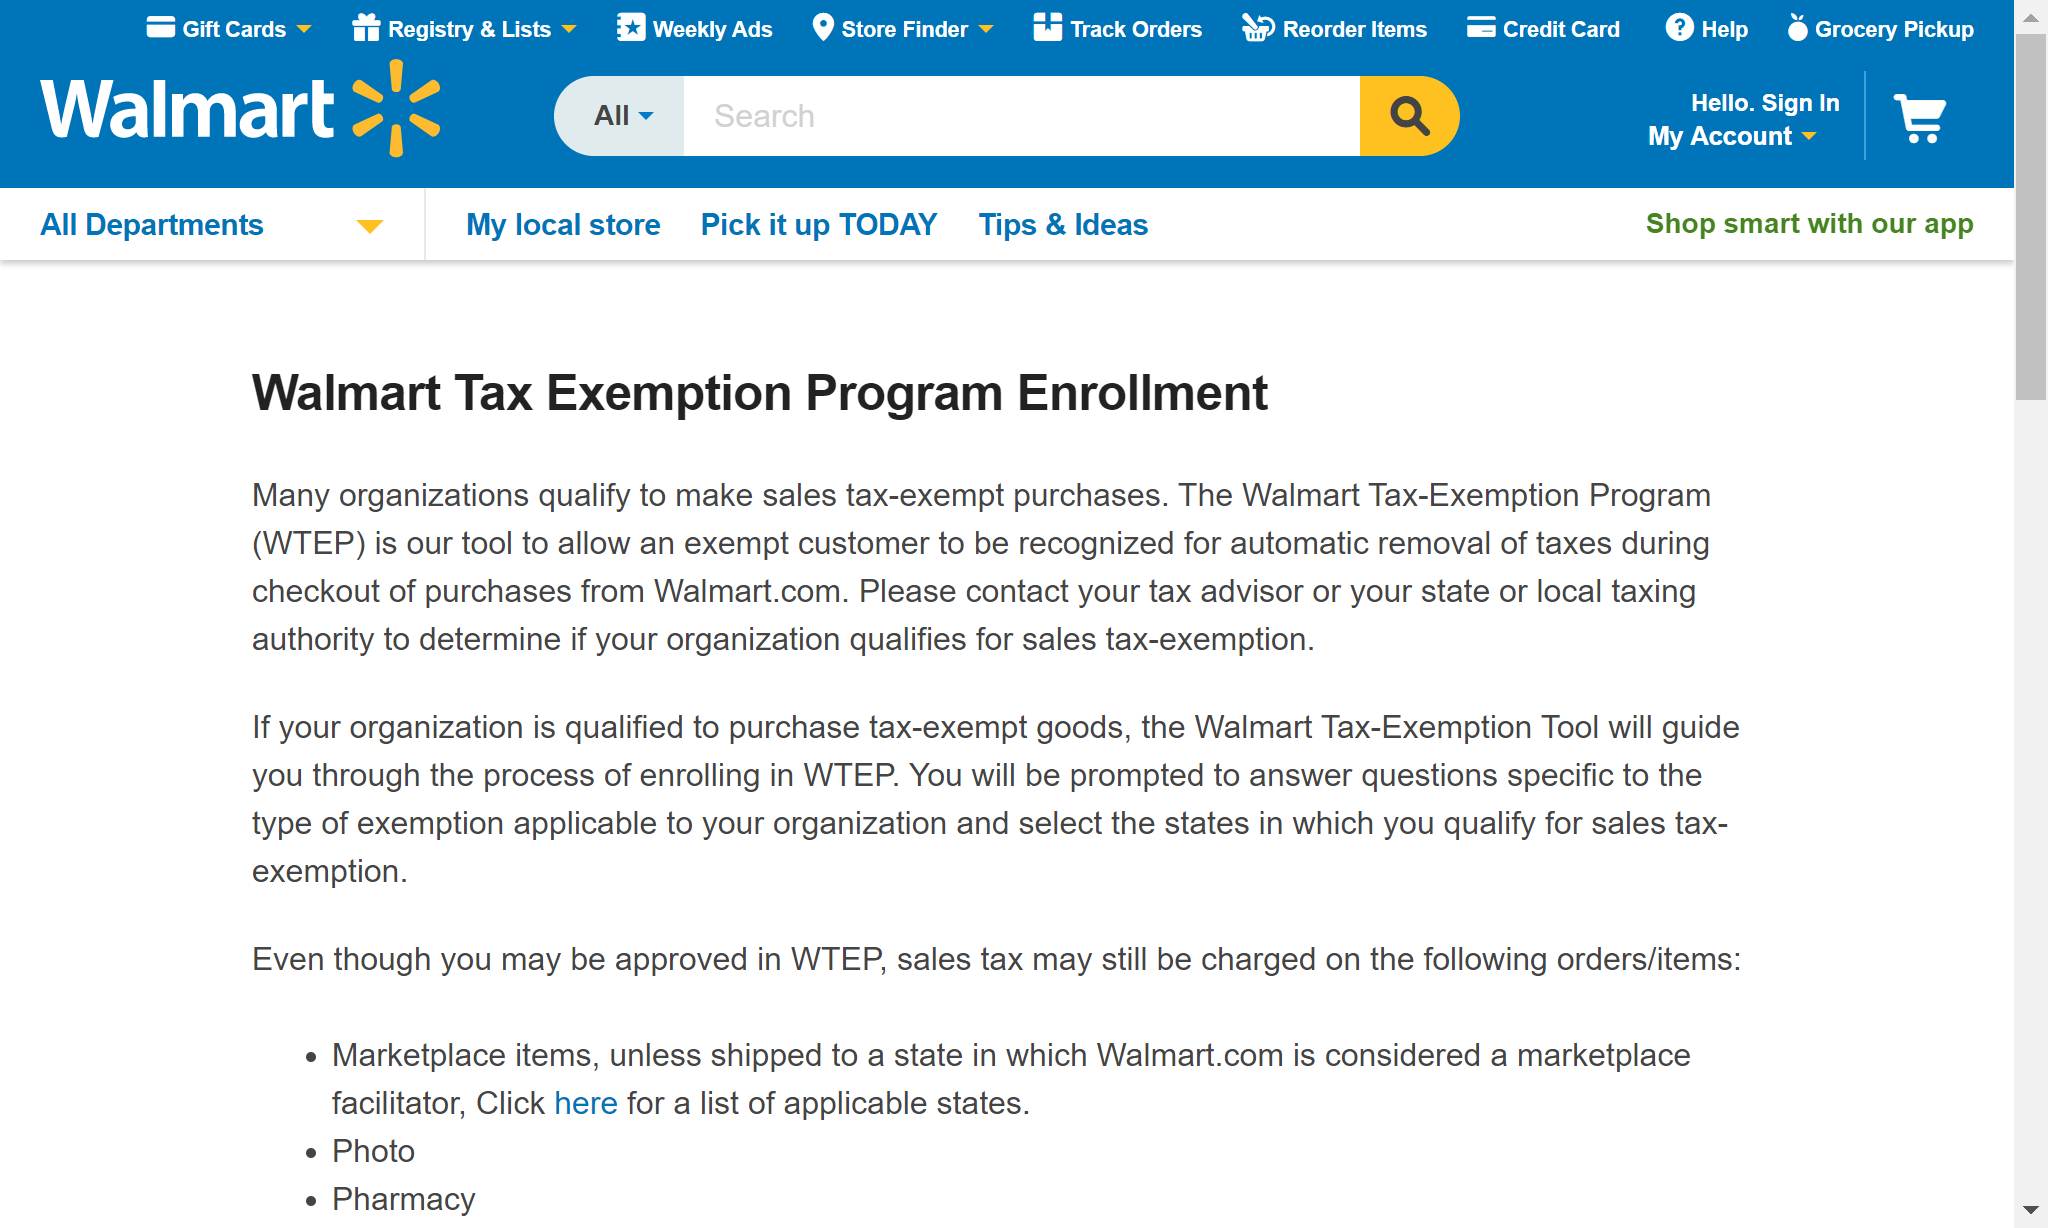 Gift Cards Registry & Lists Weekly Ads Store Finder Track Orders Reorder Items Credit Card Help Grocery Pickup
Walmart All Search Hello. Sign In
My Account
All Departments My local store Pick it up TODAY Tips & Ideas Shop smart with our app
Walmart Tax Exemption Program Enrollment
Many organizations qualify to make sales tax-exempt purchases. The Walmart Tax-Exemption Program
(WTEP) is our tool to allow an exempt customer to be recognized for automatic removal of taxes during
checkout of purchases from Walmart.com. Please contact your tax advisor or your state or local taxing
authority to determine if your organization qualifies for sales tax-exemption.
If your organization is qualified to purchase tax-exempt goods, the Walmart Tax-Exemption Tool will guide
you through the process of enrolling in WTEP. You will be prompted to answer questions specific to the
type of exemption applicable to your organization and select the states in which you qualify for sales tax-
exemption.
Even though you may be approved in WTEP, sales tax may still be charged on the following orders/items:
• Marketplace items, unless shipped to a state in which Walmart.com is considered a marketplace
facilitator, Click here for a list of applicable states.
• Photo
• Pharmacy